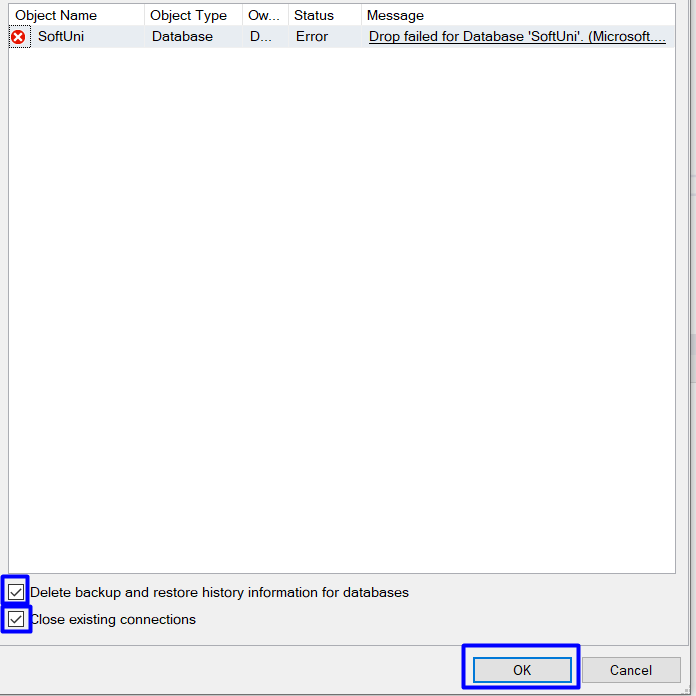 Object Name Object Type Ow... Status Message
SoftUni Database D... Error Drop failed for Database 'SoftUni'. (Microsoft....
Delete backup and restore history information for databases
Close existing connections
OK Cancel